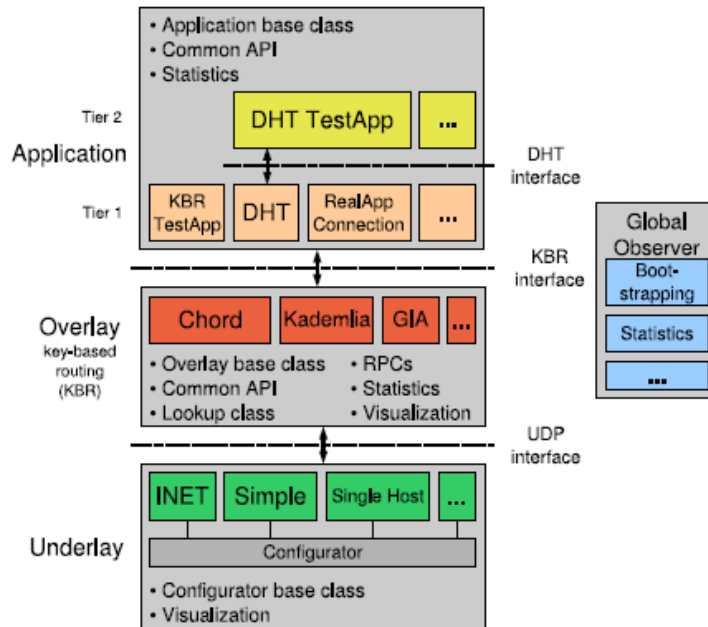 • Application base class
• Common API
• Statistics
Tier 2
DHT TestApp
...
Application
DHT
interface
Tier 1
KBR
TestApp
DHT
RealApp
Connection
...
KBR
interface
Global
Observer
Boot-
strapping
Statistics
...
Overlay
key-based
routing
(KBR)
Chord
Kademlia
GIA
...
• Overlay base class
• Common API
• Lookup class
• RPCs
• Statistics
• Visualization
UDP
interface
Underlay
INET
Simple
Single Host
...
Configurator
• Configurator base class
• Visualization